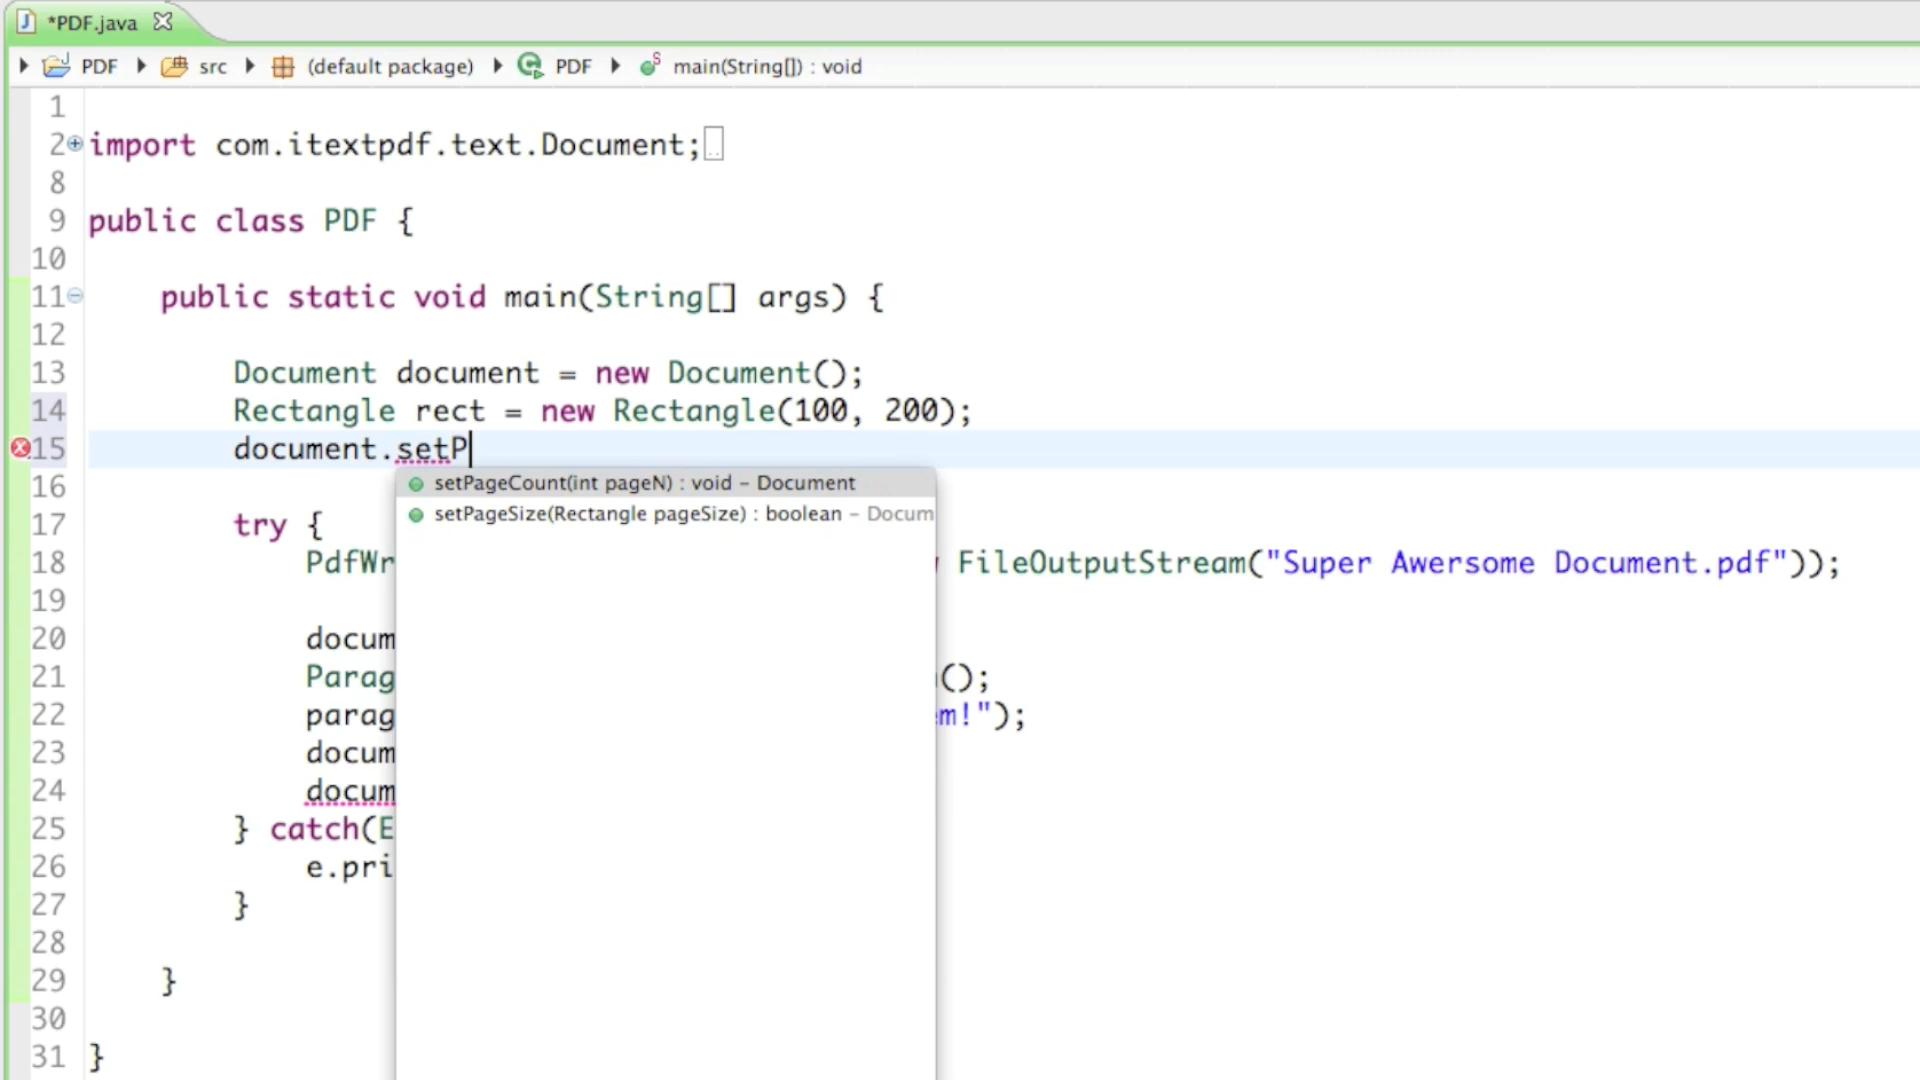 *PDF.java
PDF src (default package) PDF main(String[]) : void
1
2 import com.itextpdf.text.Document;
8
9 public class PDF {
10
11 public static void main(String[] args) {
12
13 Document document = new Document();
14 Rectangle rect = new Rectangle(100, 200);
15 document.setP
setPageCount(int pageN) : void – Document
setPageSize(Rectangle pageSize) : boolean – Docum
16
17 try {
18 PdfWr FileOutputStream("Super Awersome Document.pdf"));
19
20 docum
21 Parag ();
22 parag m!");
23 docum
24 docum
25 } catch(E
26 e.pri
27 }
28
29 }
30
31 }